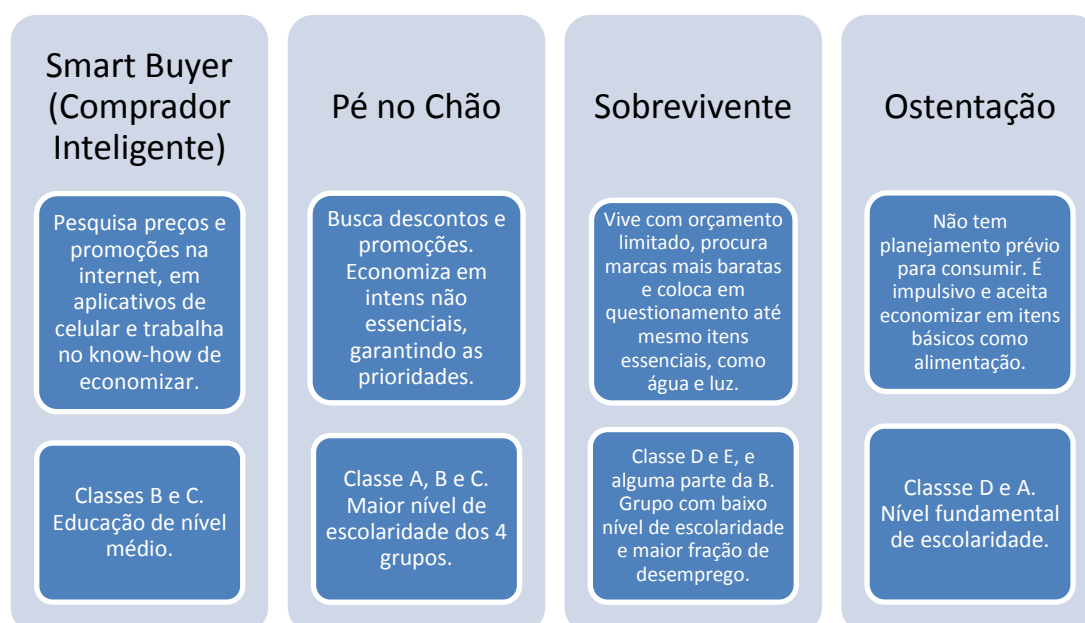 Smart Buyer
(Comprador
Inteligente)
Pesquisa preços e
promoções na
internet, em
aplicativos de
celular e trabalha
no know-how de
economizar.
Classes B e C.
Educação de nível
médio.
Pé no Chão
Busca descontos e
promoções.
Economiza em
intens não
essenciais,
garantindo as
prioridades.
Classe A, B e C.
Maior nível de
escolaridade dos 4
grupos.
Sobrevivente
Vive com orçamento
limitado, procura
marcas mais baratas
e coloca em
questionamento até
mesmo itens
essenciais, como
água e luz.
Classe D e E, e
alguma parte da B.
Grupo com baixo
nível de escolaridade
e maior fração de
desemprego.
Ostentação
Não tem
planejamento prévio
para consumir. É
impulsivo e aceita
economizar em itens
básicos como
alimentação.
Classse D e A.
Nível fundamental
de escolaridade.